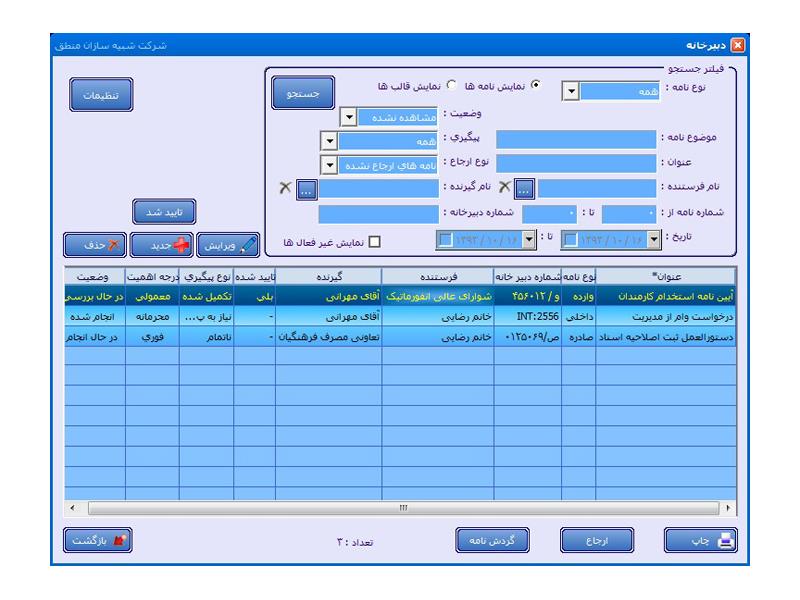 دبیرخانه شرکت شبیه سازان منطق
فیلتر جستجو
نوع نامه : همه نمایش نامه ها نمایش قالب ها جستجو تنظیمات
وضعیت : مشاهده نشده
موضوع نامه : پیگیری : همه
عنوان : نوع ارجاع : نامه های ارجاع نشده
نام فرستنده : ... نام گیرنده : ...
شماره نامه از : ۰ تا : ۰ شماره دبیرخانه : تایید شد
تاریخ : ۱۳۹۲/۱۰/۱۶ تا : ۱۳۹۲/۱۰/۱۶ نمایش غیر فعال ها ویرایش جدید حذف
عنوان* نوع نامه شماره دبیر خانه فرستنده گیرنده تایید شده نوع پیگیری درجه اهمیت وضعیت
آیین نامه استخدام کارمندان وارده و/۴۵۶۰۱۲ شواری عالی انفورماتیک آقای مهرانی بلی تکمیل شده معمولی در حال بررسی
درخواست وام از مدیریت داخلی INT:2556 خانم رضایی آقای مهرانی - نیاز به پ... محرمانه انجام شده
دستورالعمل ثبت اصلاحیه اسناد صادره ص/۰۱۲۵۰۶۹ خانم رضایی تعاونی مصرف فرهنگیان - ناتمام فوری در حال انجام
چاپ ارجاع گردش نامه تعداد : ۳ بازگشت